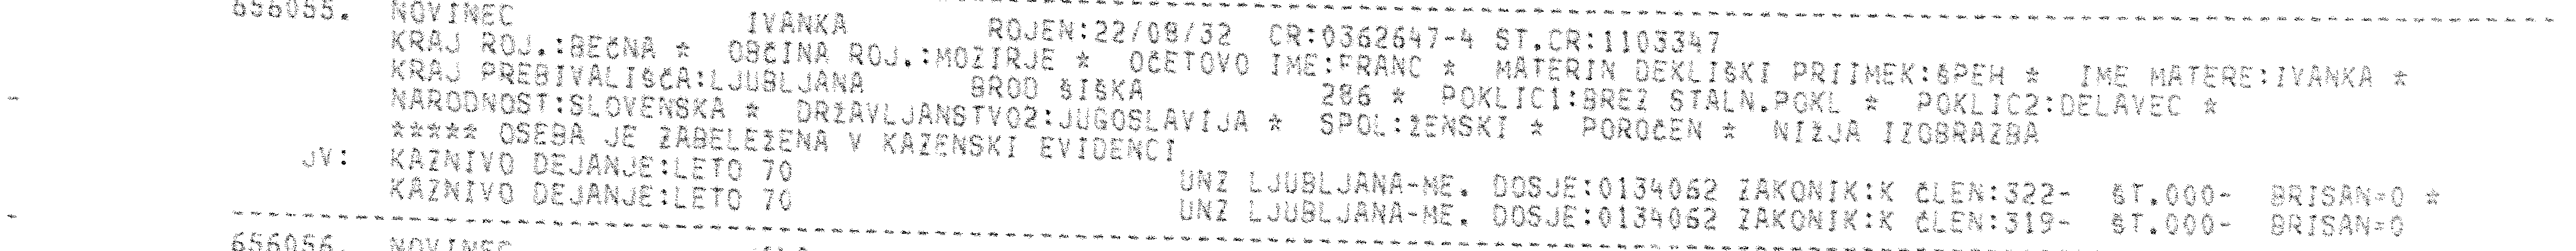 656055. NOVINEC IVANKA ROJEN:22/08/32 CR:0362647-4 ST.CR:1103347
KRAJ ROJ.:BEČNA * OBČINA ROJ.:MOZIRJE * OČETOVO IME:FRANC * MATERIN DEKLIŠKI PRIIMEK:ŠPEH * IME MATERE:IVANKA *
KRAJ PREBIVALIŠČA:LJUBLJANA BROD ŠIŠKA 286 * POKLIC1:BREZ STALN.POKL * POKLIC2:DELAVEC *
NARODNOST:SLOVENSKA * DRŽAVLJANSTVO2:JUGOSLAVIJA * SPOL:ŽENSKI * POROČEN * NIŽJA IZOBRAZBA
***** OSEBA JE ZABELEŽENA V KAZENSKI EVIDENCI
JV: KAZNIVO DEJANJE:LETO 70 UNZ LJUBLJANA-ME. DOSJE:0134062 ZAKONIK:K ČLEN:322- ŠT.000- BRISAN=0 *
KAZNIVO DEJANJE:LETO 70 UNZ LJUBLJANA-ME. DOSJE:0134062 ZAKONIK:K ČLEN:319- ŠT.000- BRISAN=0
656056. NOVINEC